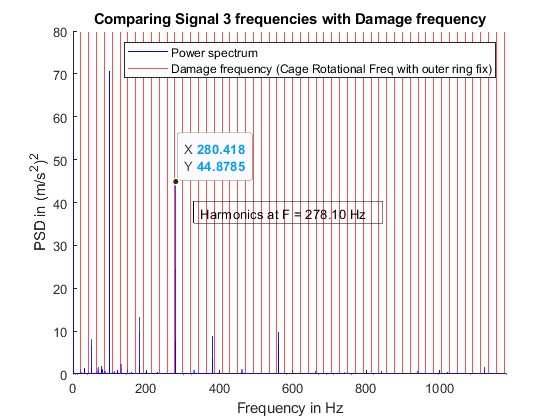 Comparing Signal 3 frequencies with Damage frequency
80
70
60
50
40
30
20
10
0
PSD in (m/s²)²
Power spectrum
Damage frequency (Cage Rotational Freq with outer ring fix)
X 280.418
Y 44.8785
Harmonics at F = 278.10 Hz
0 200 400 600 800 1000
Frequency in Hz